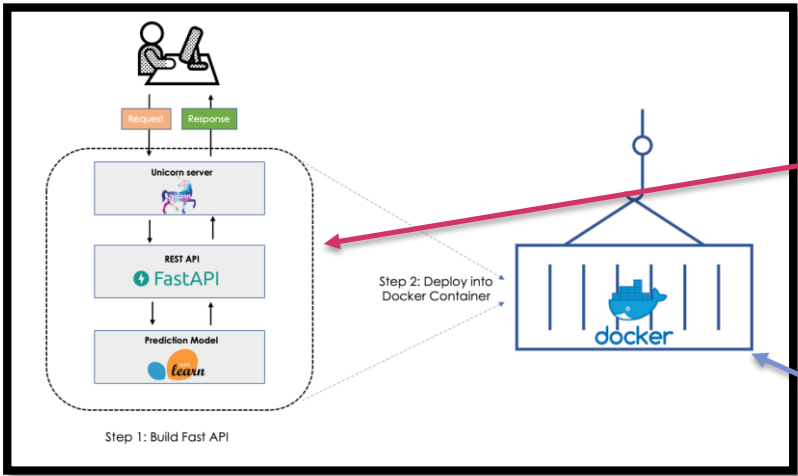 Request
Response
Unicorn server
REST API
FastAPI
Prediction Model
learn
Step 1: Build Fast API
Step 2: Deploy into
Docker Container
docker